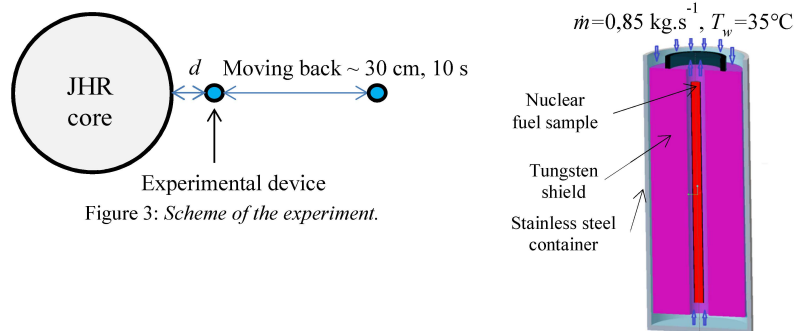 JHR
core
d
Moving back ~ 30 cm, 10 s
Experimental device
Figure 3: Scheme of the experiment.
ṁ=0,85 kg.s⁻¹, T_w=35°C
Nuclear
fuel sample
Tungsten
shield
Stainless steel
container